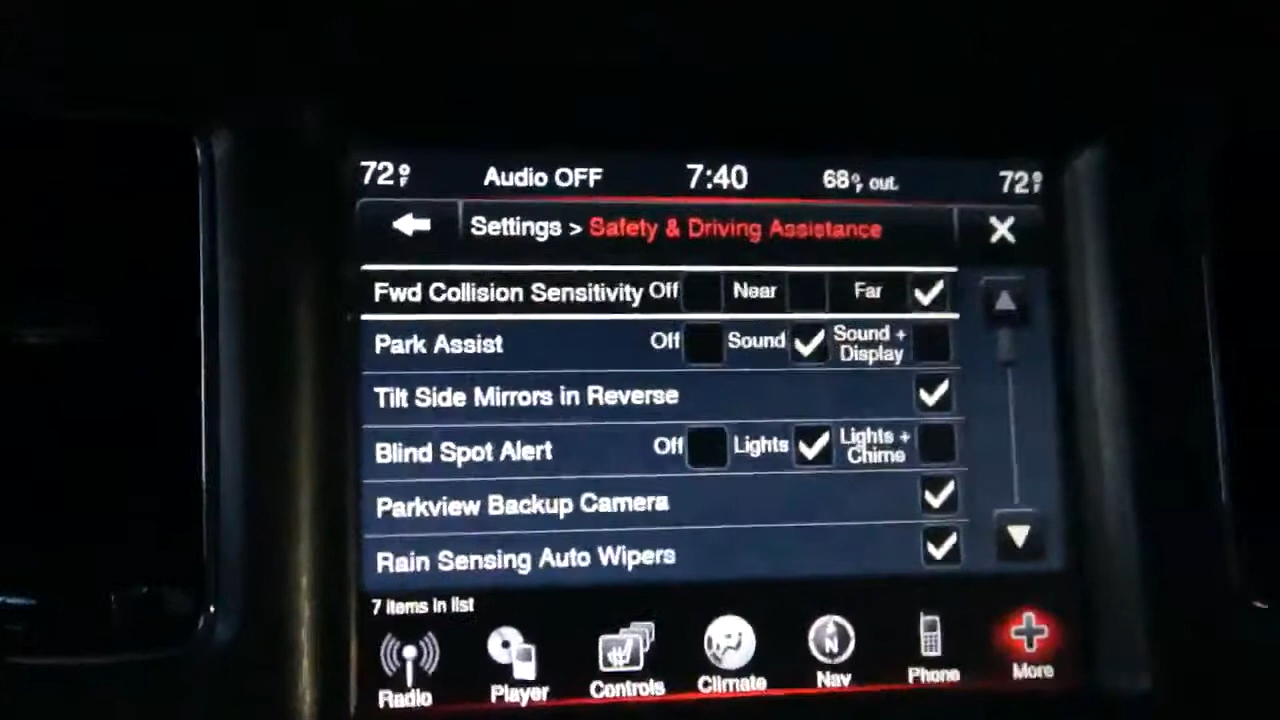 72°F Audio OFF 7:40 68°F out. 72°F
Settings > Safety & Driving Assistance
Fwd Collision Sensitivity Off Near Far
Park Assist Off Sound Sound + Display
Tilt Side Mirrors in Reverse
Blind Spot Alert Off Lights Lights + Chime
Parkview Backup Camera
Rain Sensing Auto Wipers
7 items in list
N
Radio Player Controls Climate Nav Phone More